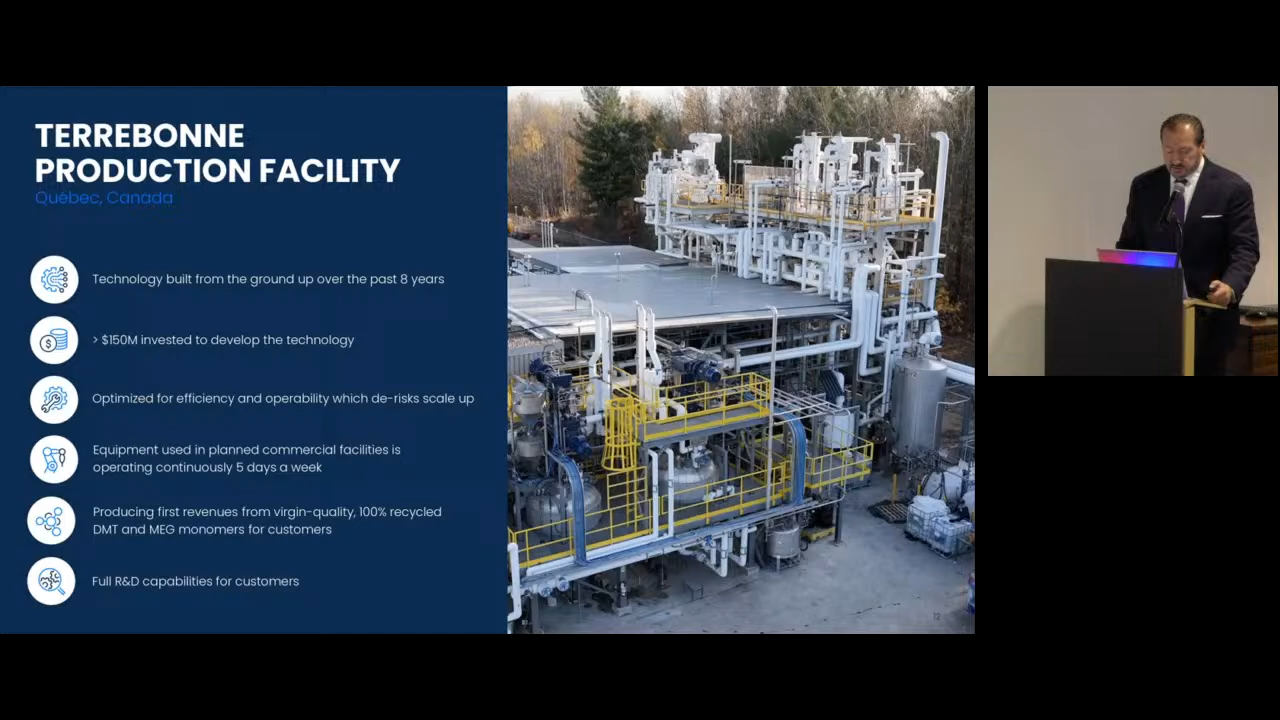 TERREBONNE
PRODUCTION FACILITY
Québec, Canada
Technology built from the ground up over the past 8 years
> $150M invested to develop the technology
Optimized for efficiency and operability which de-risks scale up
Equipment used in planned commercial facilities is
operating continuously 5 days a week
Producing first revenues from virgin-quality, 100% recycled
DMT and MEG monomers for customers
Full R&D capabilities for customers